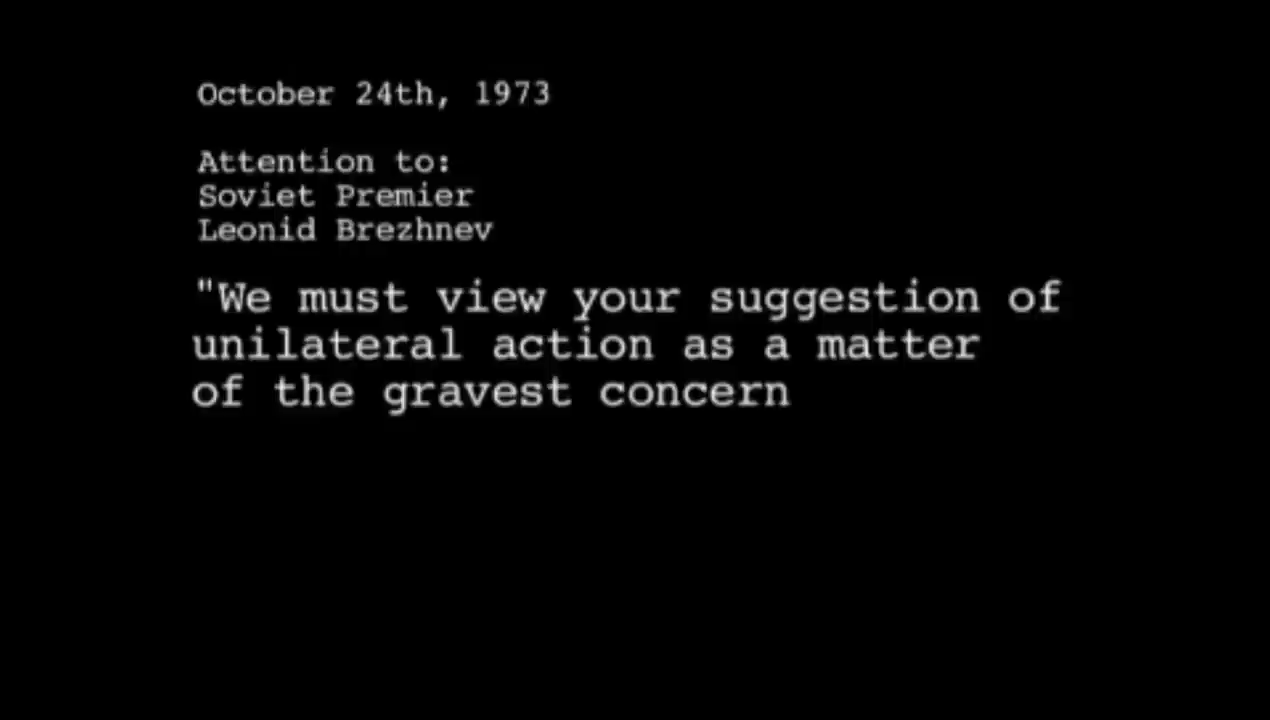 October 24th, 1973
Attention to:
Soviet Premier
Leonid Brezhnev
"We must view your suggestion of
unilateral action as a matter
of the gravest concern